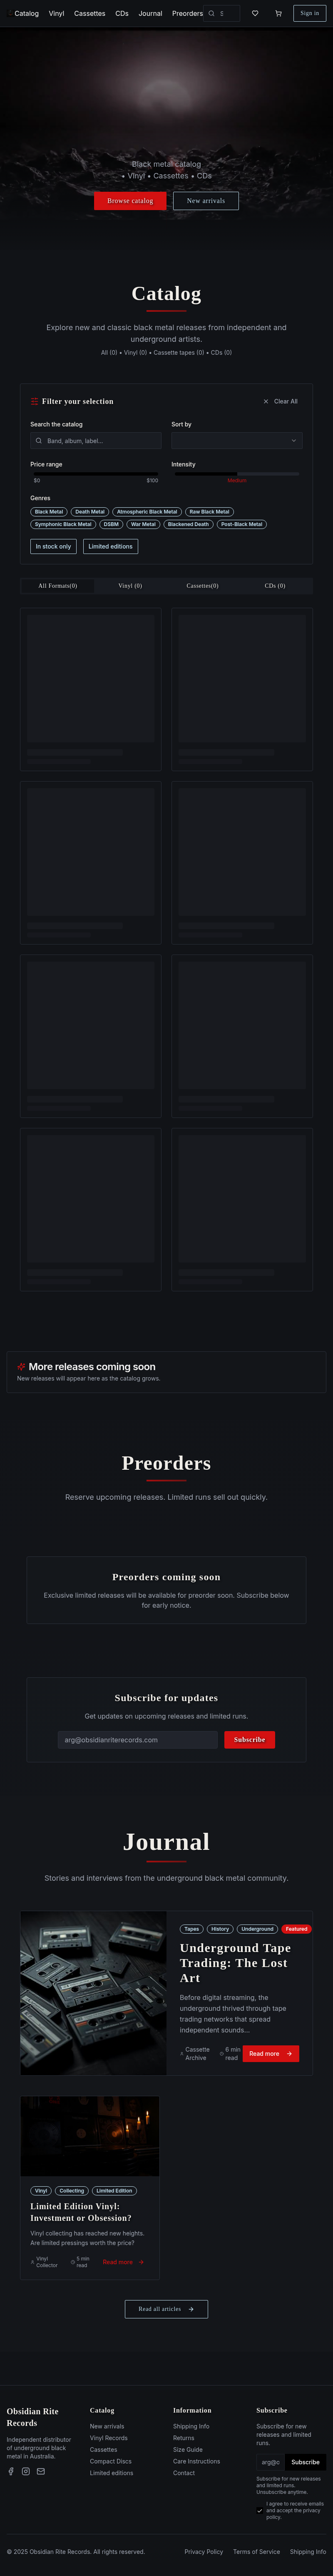 Catalog Vinyl Cassettes CDs Journal Preorders S Sign in
Black metal catalog
• Vinyl • Cassettes • CDs
Browse catalog New arrivals
Catalog
Explore new and classic black metal releases from independent and
underground artists.
All (0) • Vinyl (0) • Cassette tapes (0) • CDs (0)
Filter your selection Clear All
Search the catalog Sort by
Band, album, label...
Price range Intensity
$0 $100 Medium
Genres
Black Metal Death Metal Atmospheric Black Metal Raw Black Metal
Symphonic Black Metal DSBM War Metal Blackened Death Post-Black Metal
In stock only Limited editions
All Formats(0) Vinyl (0) Cassettes(0) CDs (0)
More releases coming soon
New releases will appear here as the catalog grows.
Preorders
Reserve upcoming releases. Limited runs sell out quickly.
Preorders coming soon
Exclusive limited releases will be available for preorder soon. Subscribe below
for early notice.
Subscribe for updates
Get updates on upcoming releases and limited runs.
arg@obsidianriterecords.com Subscribe
Journal
Stories and interviews from the underground black metal community.
Tapes History Underground Featured
Underground Tape
Trading: The Lost
Art
Before digital streaming, the
underground thrived through tape
trading networks that spread
independent sounds...
Cassette
Archive
6 min
read
Read more
Vinyl Collecting Limited Edition
Limited Edition Vinyl:
Investment or Obsession?
Vinyl collecting has reached new heights.
Are limited pressings worth the price?
Vinyl
Collector
5 min
read
Read more
Read all articles
Obsidian Rite
Records
Independent distributor
of underground black
metal in Australia.
Catalog
New arrivals
Vinyl Records
Cassettes
Compact Discs
Limited editions
Information
Shipping Info
Returns
Size Guide
Care Instructions
Contact
Subscribe
Subscribe for new
releases and limited
runs.
arg@o Subscribe
Subscribe for new releases
and limited runs.
Unsubscribe anytime.
I agree to receive emails
and accept the privacy
policy.
© 2025 Obsidian Rite Records. All rights reserved. Privacy Policy Terms of Service Shipping Info